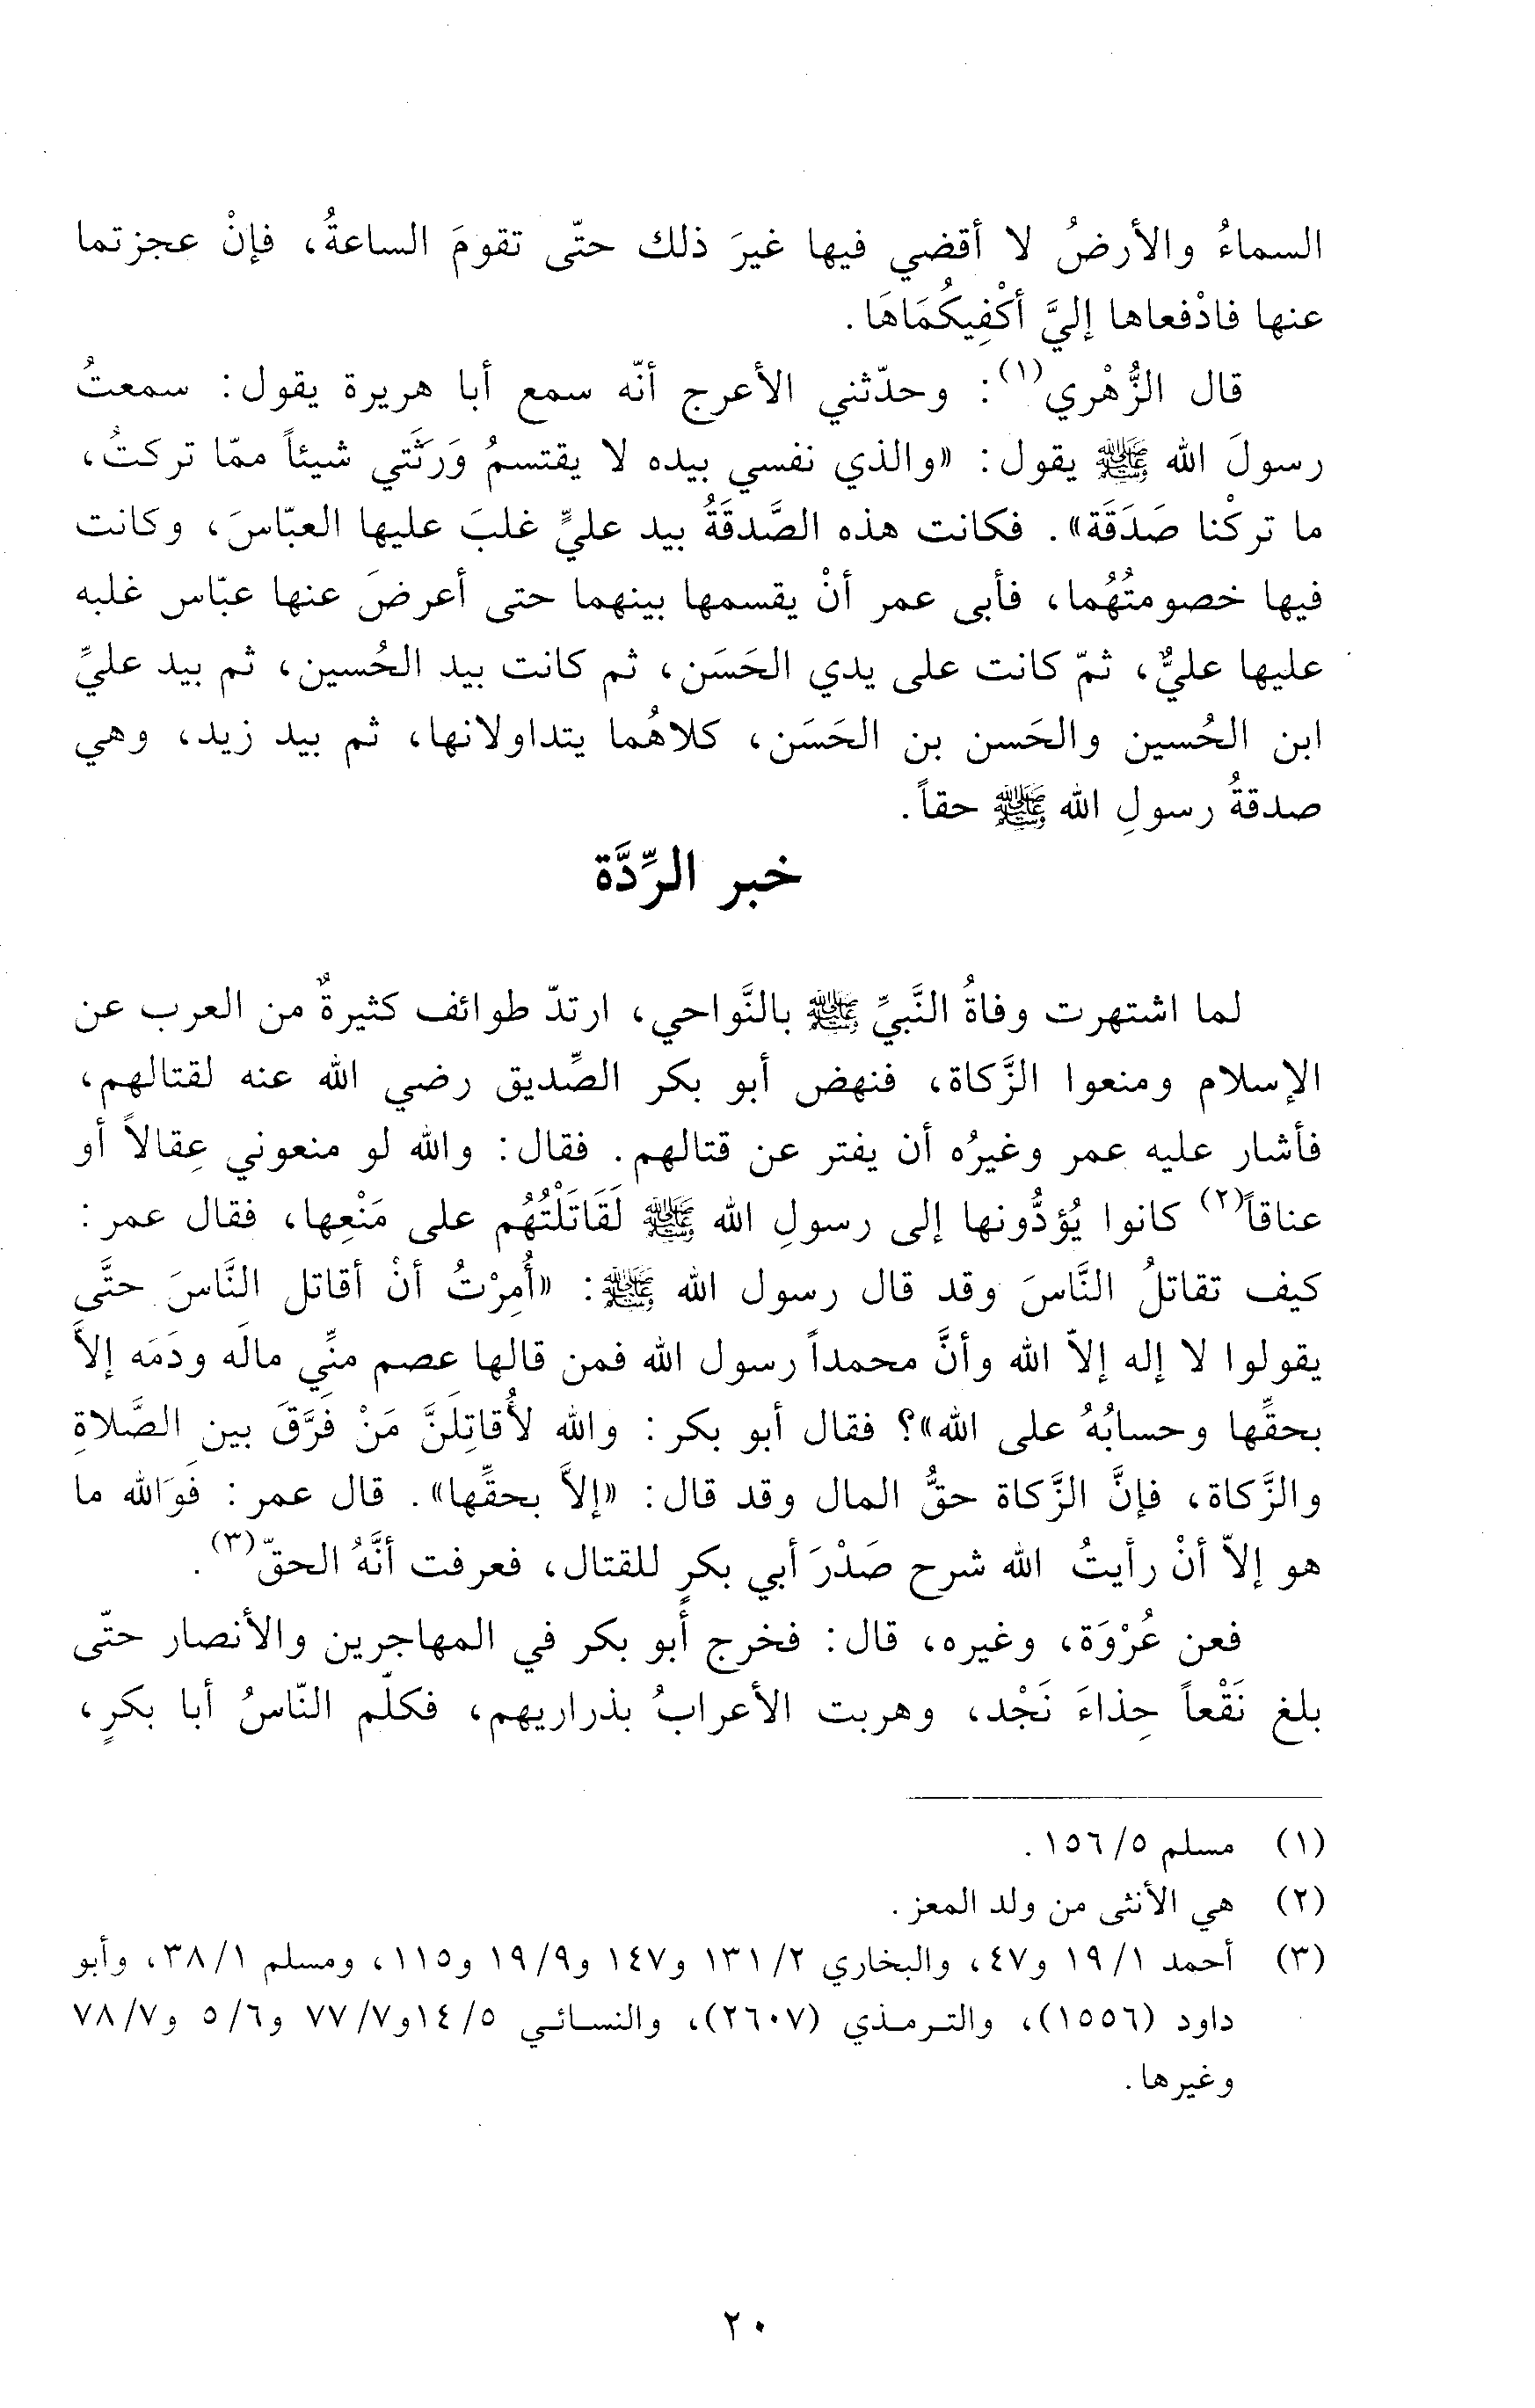 السماءُ والأرضُ لا أقضي فيها غيرَ ذلك حتّى تقومَ الساعةُ، فإنْ عجزتما
عنها فادْفعاها إليَّ أكْفِيكُمَاهَا.
قال الزُّهْري(١): وحدّثني الأعرج أنّه سمع أبا هريرة يقول: سمعتُ
رسولَ الله ﷺ يقول: «والذي نفسي بيده لا يقتسمُ وَرَثَتي شيئاً ممّا تركتُ،
ما تركْنا صَدَقَة». فكانت هذه الصَّدقَةُ بيد عليٍّ غلبَ عليها العبّاسَ، وكانت
فيها خصومتُهُما، فأبى عمر أنْ يقسمها بينهما حتى أعرضَ عنها عبّاس غلبه
عليها عليٌّ، ثمّ كانت على يدي الحَسَن، ثم كانت بيد الحُسين، ثم بيد عليِّ
ابن الحُسين والحَسن بن الحَسَن، كلاهُما يتداولانها، ثم بيد زيد، وهي
صدقةُ رسولِ الله ﷺ حقاً.
خبر الرِّدَّة
لما اشتهرت وفاةُ النَّبيِّ ﷺ بالنَّواحي، ارتدّ طوائف كثيرةٌ من العرب عن
الإسلام ومنعوا الزَّكاة، فنهض أبو بكر الصِّديق رضي الله عنه لقتالهم،
فأشار عليه عمر وغيرُه أن يفتر عن قتالهم. فقال: والله لو منعوني عِقالاً أو
عناقاً(٢) كانوا يُؤدُّونها إلى رسولِ الله ﷺ لَقَاتَلْتُهُم على مَنْعِها، فقال عمر:
كيف تقاتلُ النَّاسَ وقد قال رسول الله ﷺ: «أُمِرْتُ أنْ أقاتل النَّاسَ حتَّى
يقولوا لا إله إلاّ الله وأنَّ محمداً رسول الله فمن قالها عصم منِّي مالَه ودَمَه إلاَّ
بحقِّها وحسابُهُ على الله»؟ فقال أبو بكر: والله لأُقاتِلَنَّ مَنْ فَرَّقَ بين الصَّلاةِ
والزَّكاة، فإنَّ الزَّكاة حقُّ المال وقد قال: «إلاَّ بحقِّها». قال عمر: فَوَالله ما
هو إلاّ أنْ رأيتُ الله شرح صَدْرَ أبي بكرٍ للقتال، فعرفت أنَّهُ الحقّ(٣).
فعن عُرْوَة، وغيره، قال: فخرج أبو بكر في المهاجرين والأنصار حتّى
بلغ نَقْعاً حِذاءَ نَجْد، وهربت الأعرابُ بذراريهم، فكلّم النّاسُ أبا بكرٍ،
(١) مسلم ٥/ ١٥٦.
(٢) هي الأنثى من ولد المعز.
(٣) أحمد ١/ ١٩ و٤٧، والبخاري ٢/ ١٣١ و١٤٧ و٩/ ١٩ و١١٥، ومسلم ١/ ٣٨، وأبو
داود (١٥٥٦)، والترمذي (٢٦٠٧)، والنسائي ٥/ ١٤و٧/ ٧٧ و٦/ ٥ و٧/ ٧٨
وغيرها.
٢٠